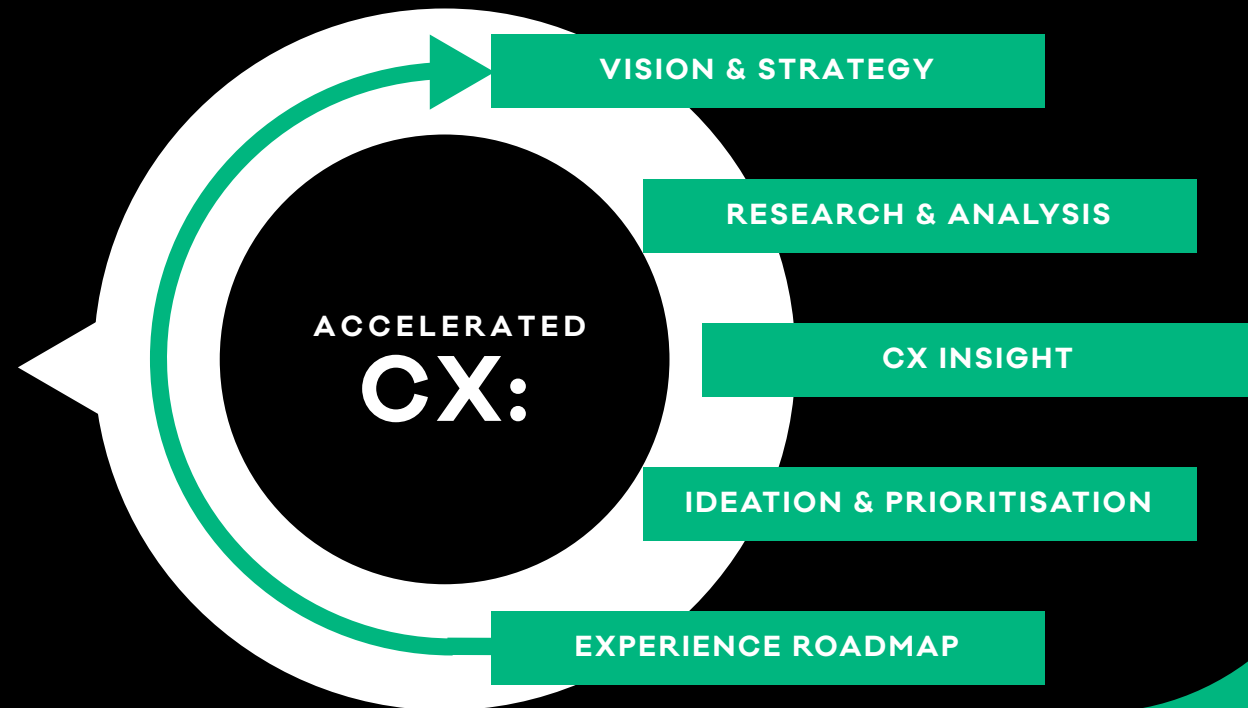 VISION & STRATEGY
RESEARCH & ANALYSIS
ACCELERATED
CX:
CX INSIGHT
IDEATION & PRIORITISATION
EXPERIENCE ROADMAP